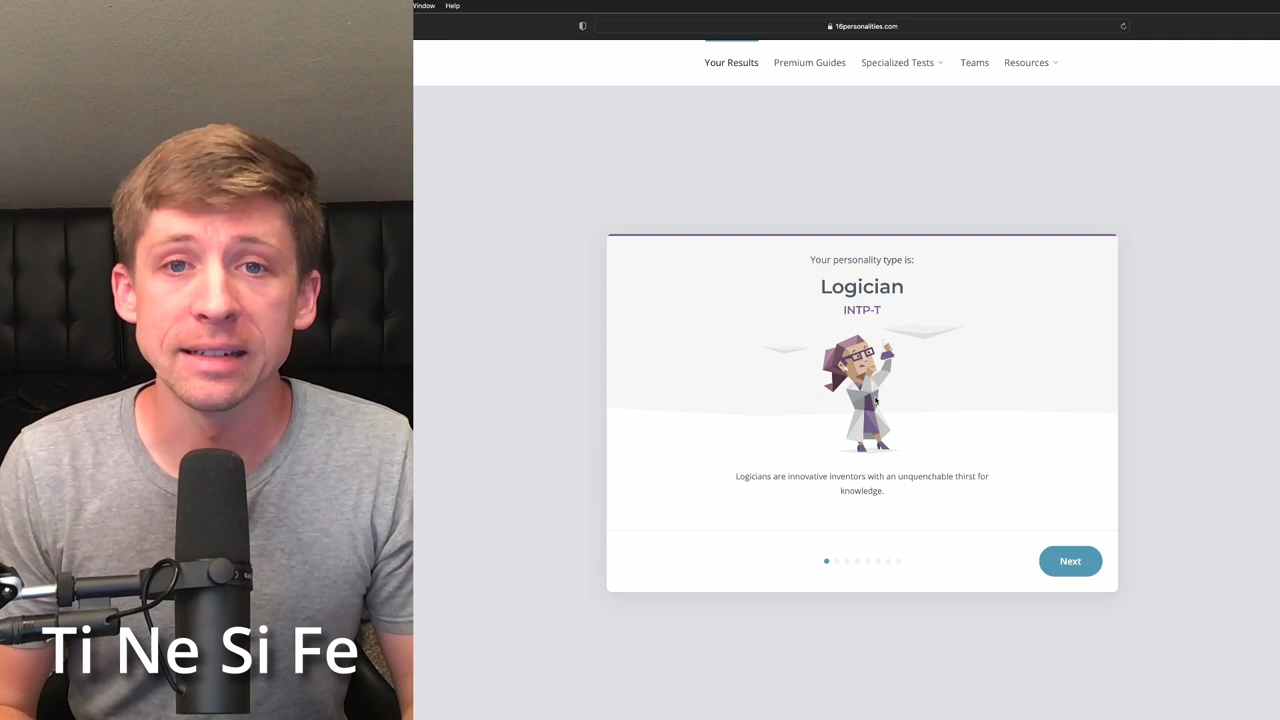 Window Help
16personalities.com
Your Results Premium Guides Specialized Tests Teams Resources
Your personality type is:
Logician
INTP-T
Logicians are innovative inventors with an unquenchable thirst for
knowledge.
Next
Ti Ne Si Fe